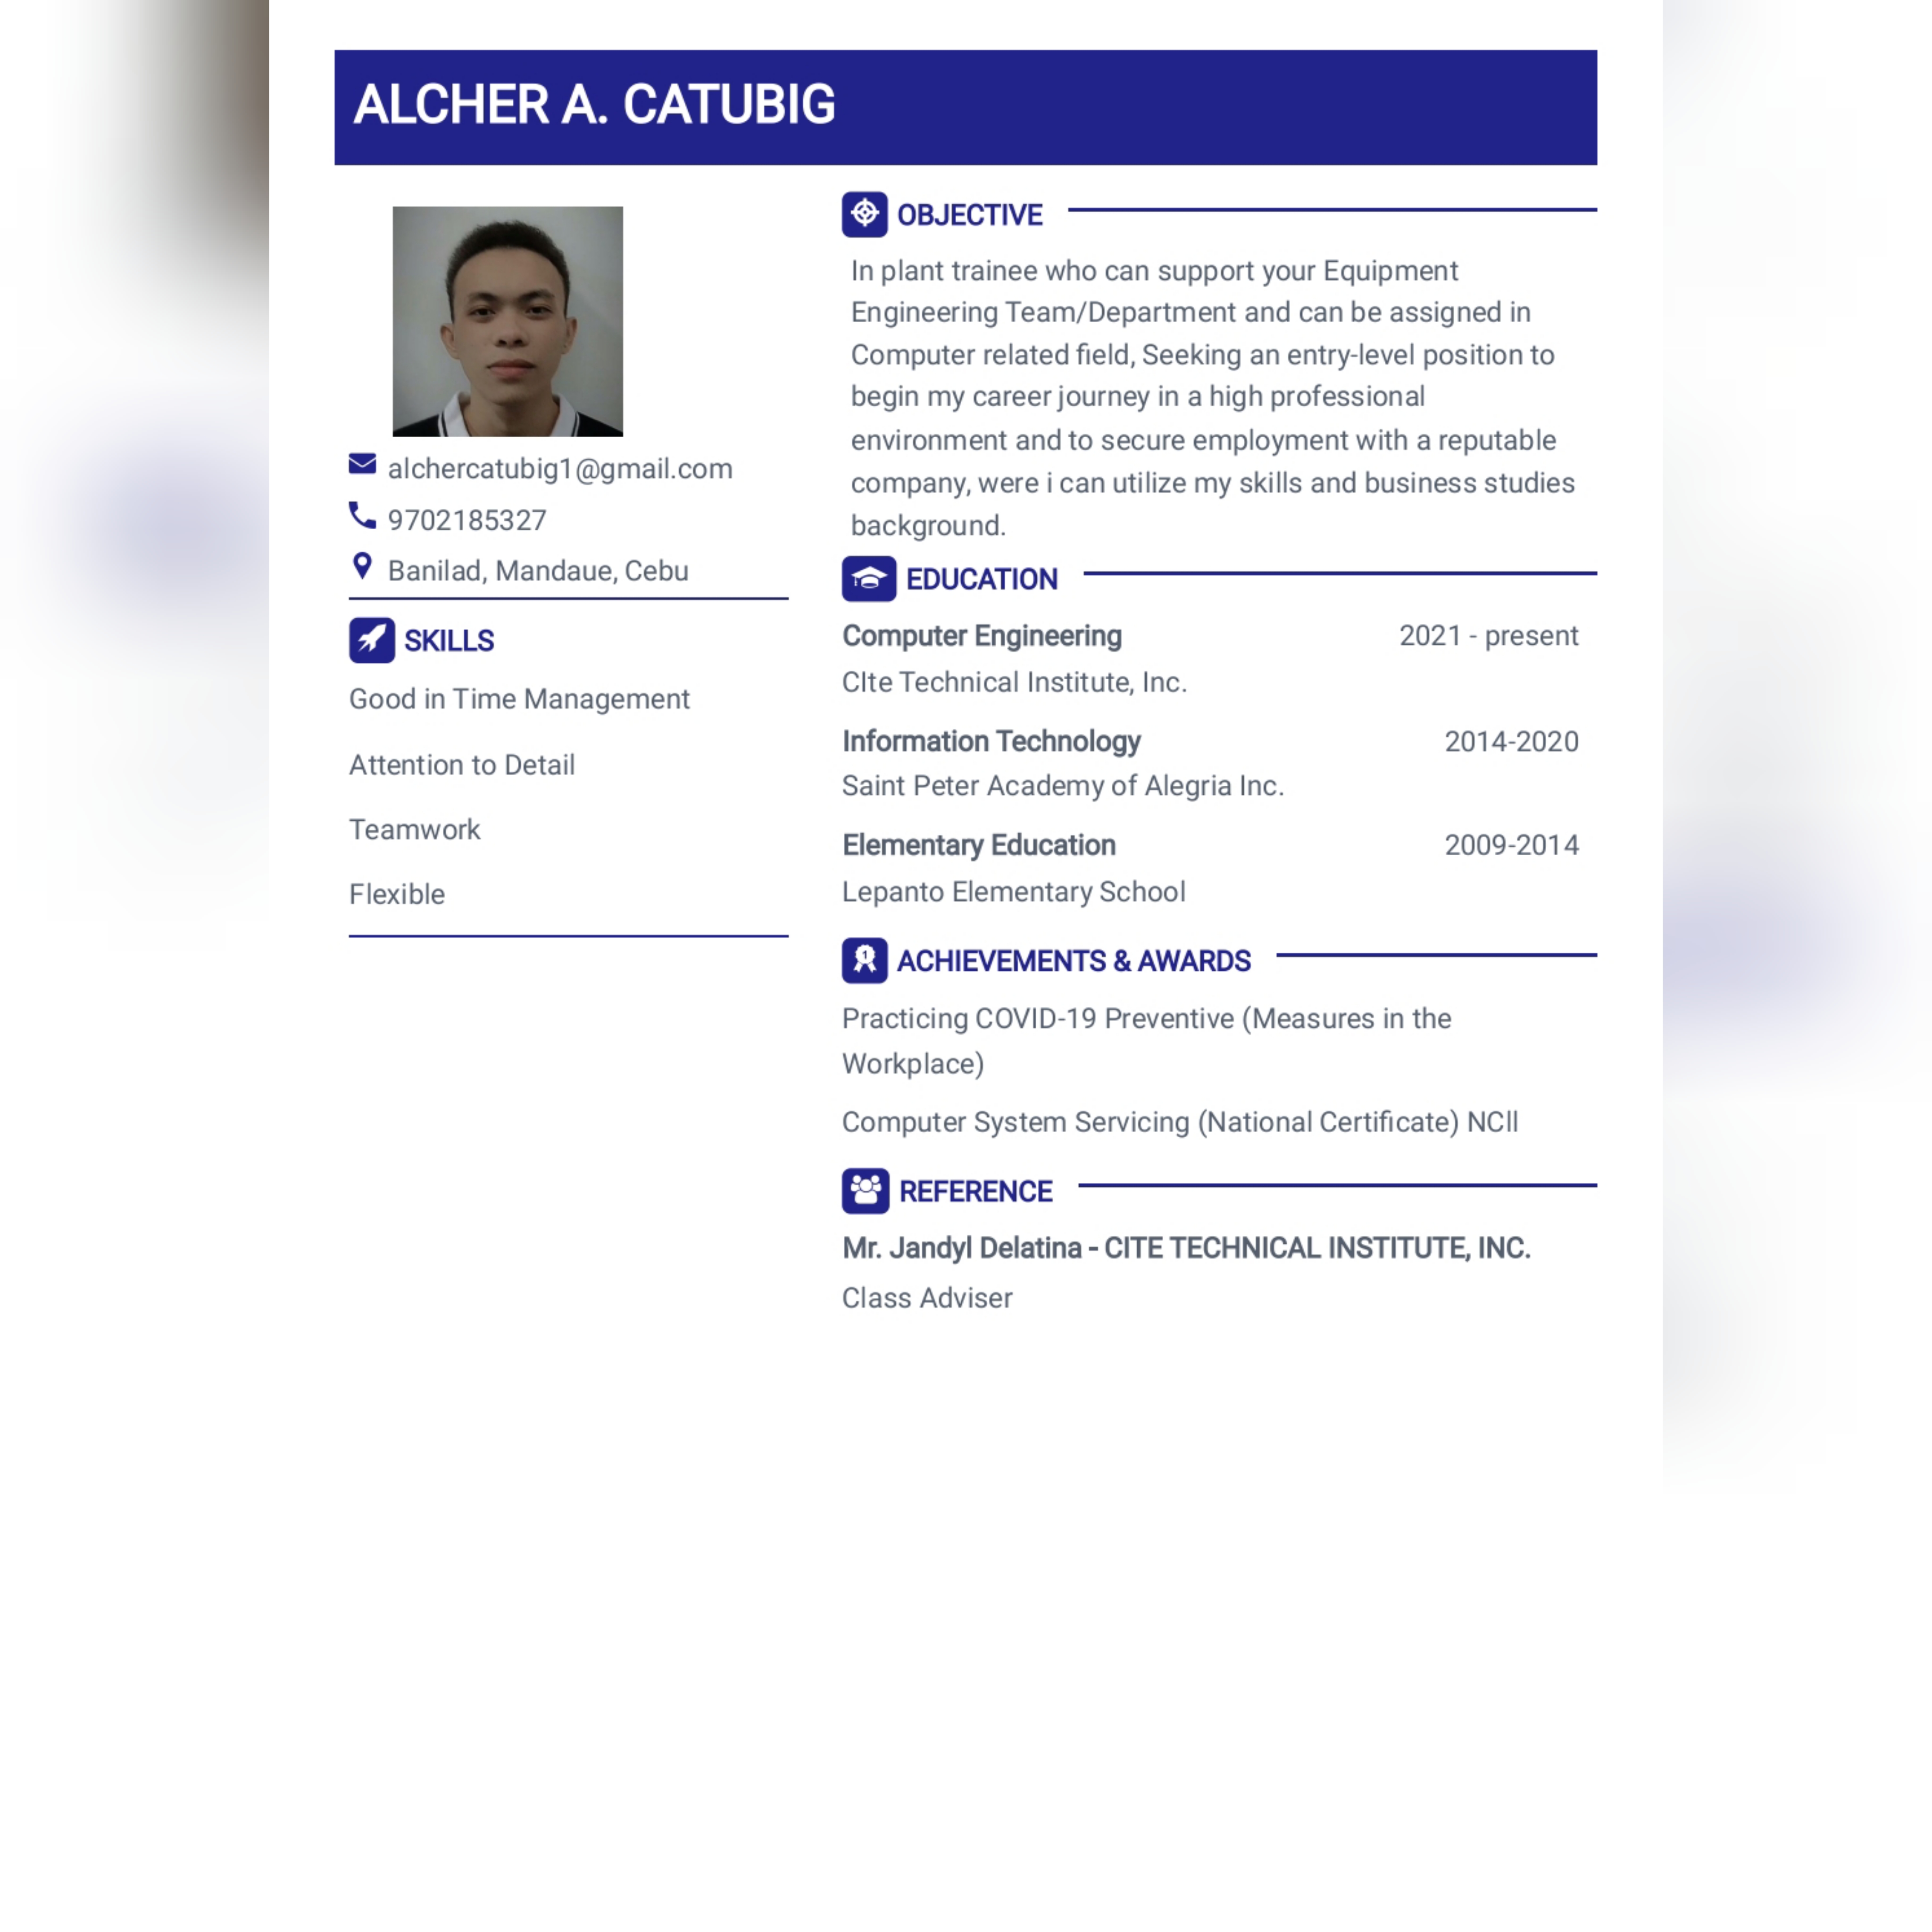 ALCHER A. CATUBIG
alchercatubig1@gmail.com
9702185327
Banilad, Mandaue, Cebu
SKILLS
Good in Time Management
Attention to Detail
Teamwork
Flexible
OBJECTIVE
In plant trainee who can support your Equipment
Engineering Team/Department and can be assigned in
Computer related field, Seeking an entry-level position to
begin my career journey in a high professional
environment and to secure employment with a reputable
company, were i can utilize my skills and business studies
background.
EDUCATION
Computer Engineering 2021 - present
CIte Technical Institute, Inc.
Information Technology 2014-2020
Saint Peter Academy of Alegria Inc.
Elementary Education 2009-2014
Lepanto Elementary School
1
ACHIEVEMENTS & AWARDS
Practicing COVID-19 Preventive (Measures in the
Workplace)
Computer System Servicing (National Certificate) NCll
REFERENCE
Mr. Jandyl Delatina - CITE TECHNICAL INSTITUTE, INC.
Class Adviser